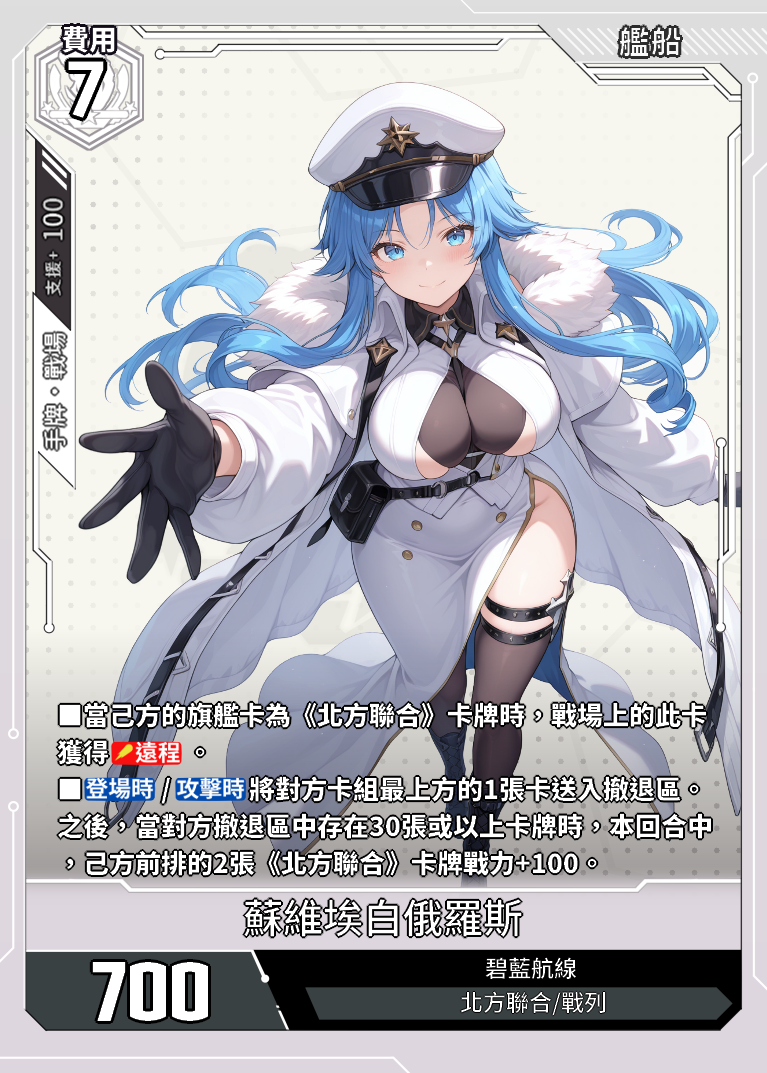 費用
7
艦船
支援+ 100
手牌・戰場
■當己方的旗艦卡為《北方聯合》卡牌時，戰場上的此卡
獲得遠程。
■登場時/攻擊時將對方卡組最上方的1張卡送入撤退區。
之後，當對方撤退區中存在30張或以上卡牌時，本回合中
，己方前排的2張《北方聯合》卡牌戰力+100。
蘇維埃白俄羅斯
700
碧藍航線
北方聯合/戰列